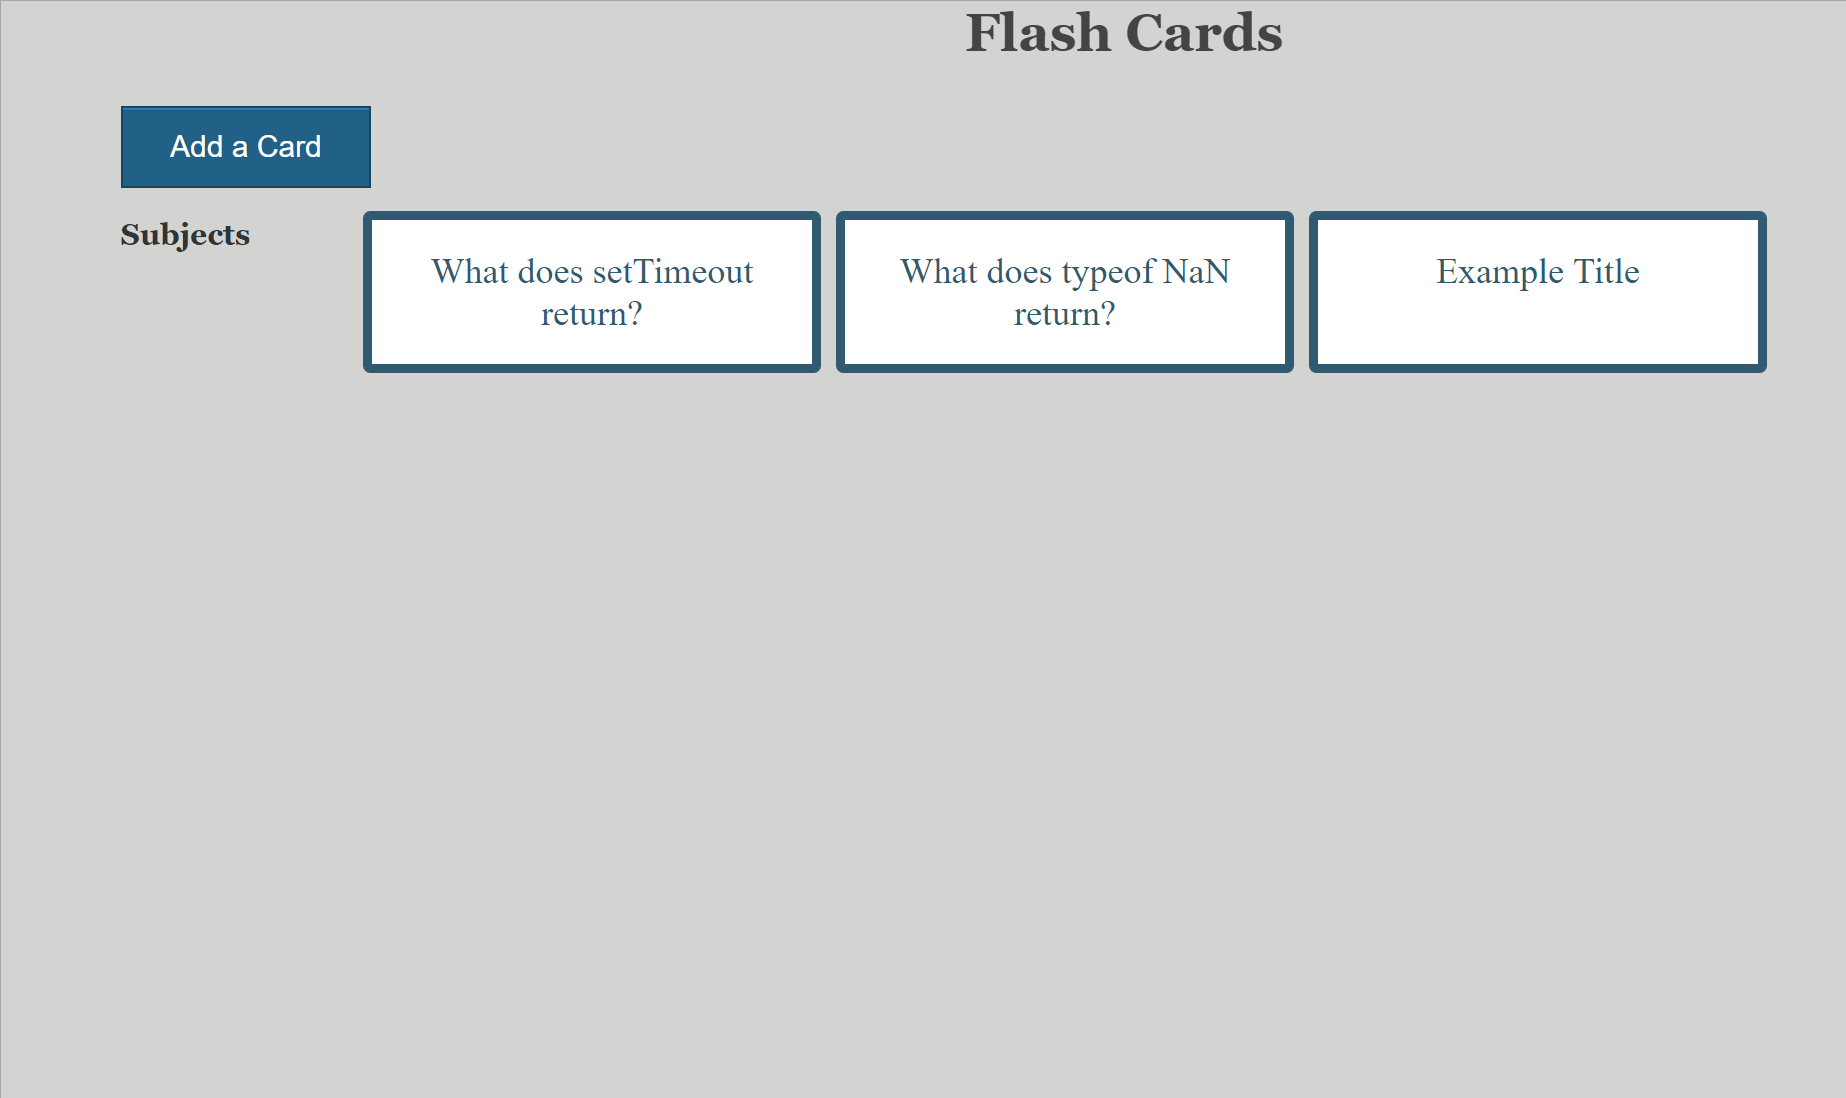 Flash Cards
Add a Card
Subjects
What does setTimeout
return?
What does typeof NaN
return?
Example Title